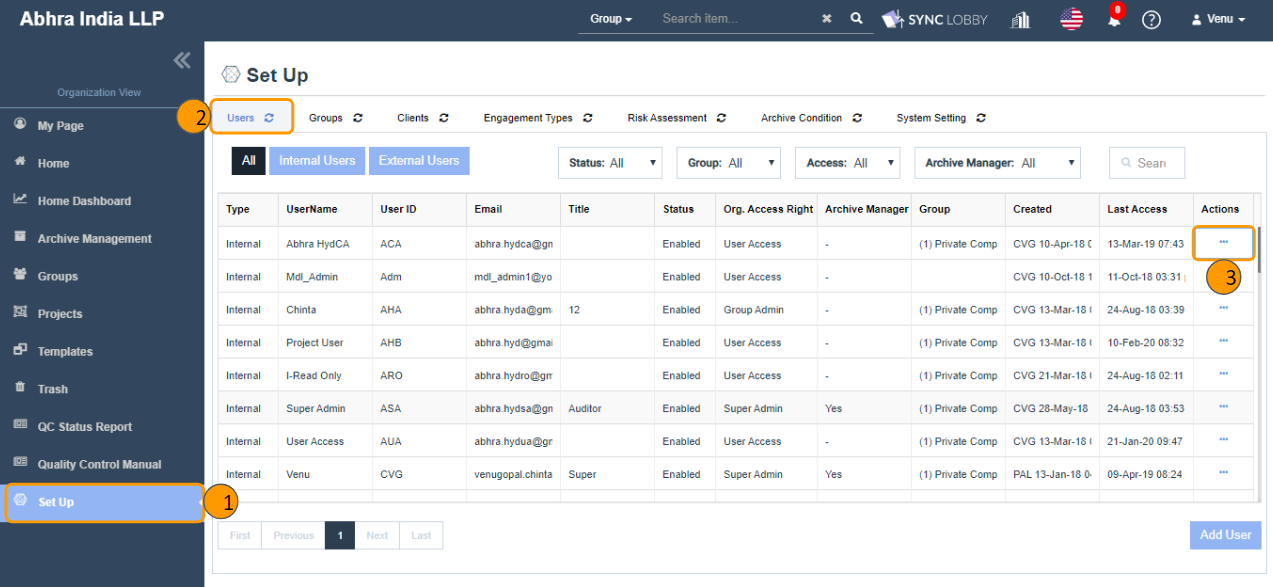 Abhra India LLP
Group
Search item...
SYNC LOBBY
0
Venu
Organization View
My Page
Home
Home Dashboard
Archive Management
Groups
Projects
Templates
Trash
QC Status Report
Quality Control Manual
Set Up
1
Set Up
2
Users
Groups
Clients
Engagement Types
Risk Assessment
Archive Condition
System Setting
All Internal Users External Users
Status: All
Group: All
Access: All
Archive Manager: All
Sear
Type UserName User ID Email Title Status Org. Access Right Archive Manager Group Created Last Access Actions
Internal Abhra HydCA ACA abhra.hydca@gm Enabled User Access - (1) Private Comp CVG 10-Apr-18 0 13-Mar-19 07:43 ...
Internal Mdl_Admin Adm mdl_admin1@yo Enabled User Access - CVG 10-Oct-18 1 11-Oct-18 03:31
3
Internal Chinta AHA abhra.hyda@gm 12 Enabled Group Admin - (1) Private Comp CVG 13-Mar-18 24-Aug-18 03:39 ...
Internal Project User AHB abhra.hyd@gmai Enabled User Access - (1) Private Comp CVG 13-Mar-18 10-Feb-20 08:32 ...
Internal I-Read Only ARO abhra.hydro@gm Enabled User Access - (1) Private Comp CVG 21-Mar-18 24-Aug-18 02:11 ...
Internal Super Admin ASA abhra.hydsa@gn Auditor Enabled Super Admin Yes (1) Private Comp CVG 28-May-18 24-Aug-18 03:53 ...
Internal User Access AUA abhra.hydua@gr Enabled User Access - (1) Private Comp CVG 13-Mar-18 21-Jan-20 09:47 ...
Internal Venu CVG venugopal.chinta Super Enabled Super Admin Yes (1) Private Comp PAL 13-Jan-18 0 09-Apr-19 08:24 ...
First Previous 1 Next Last
Add User